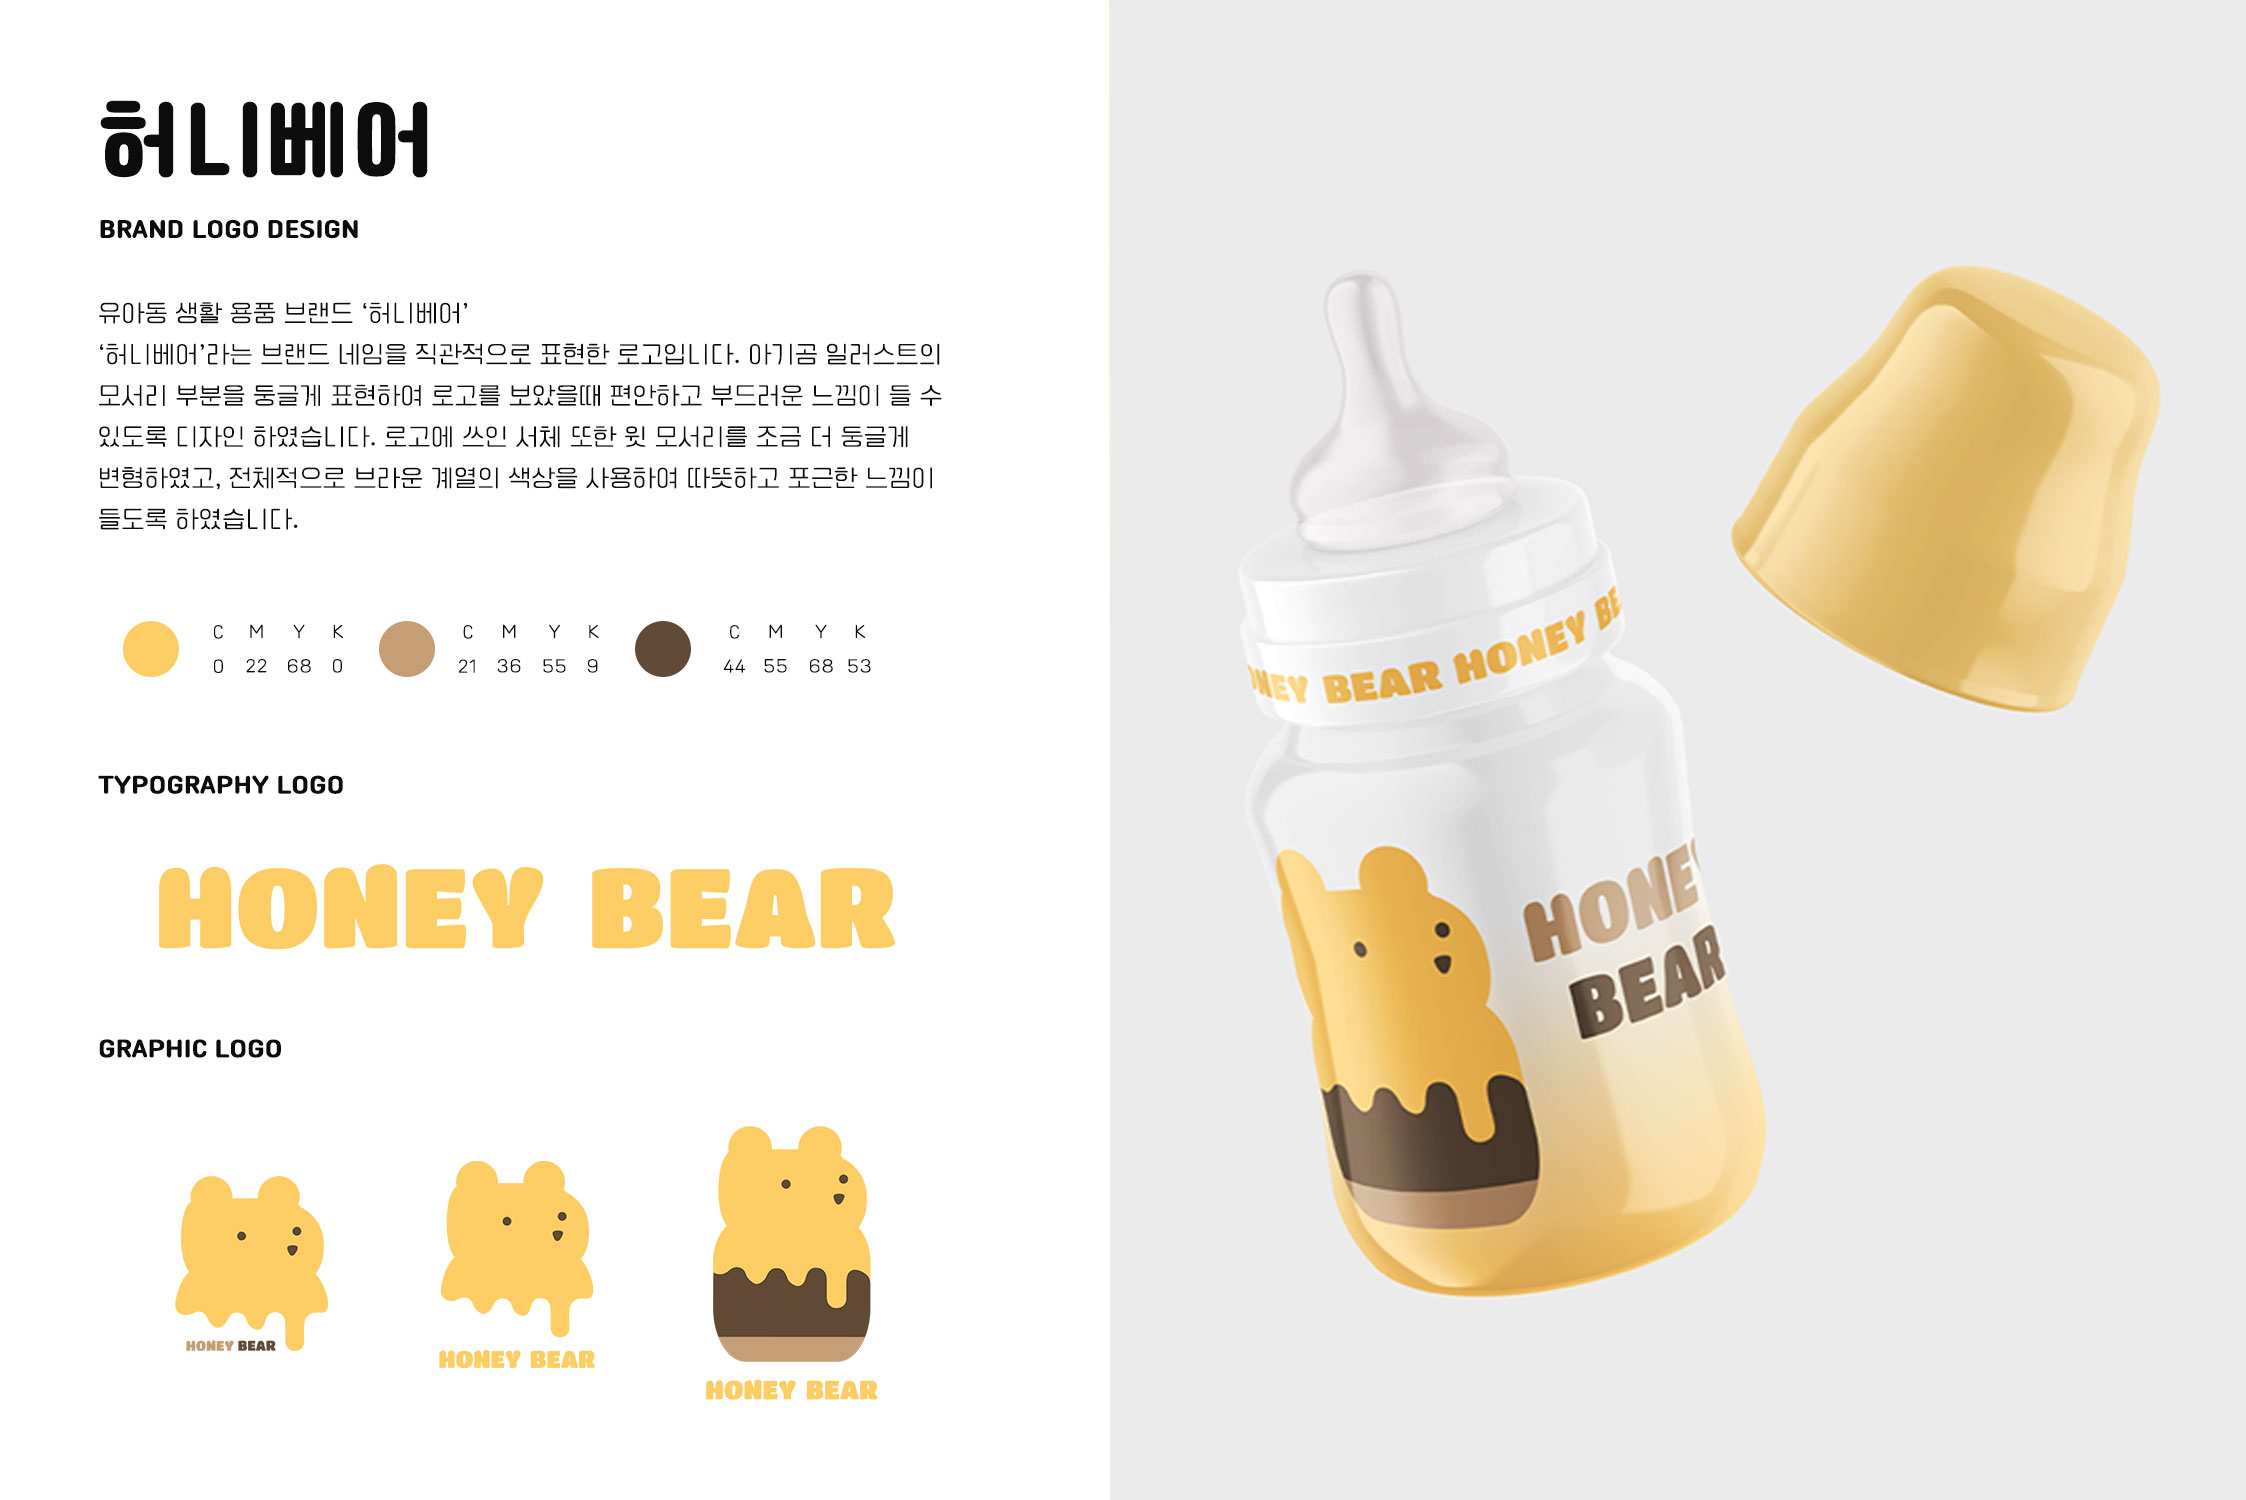 허니베어
BRAND LOGO DESIGN
유아동 생활 용품 브랜드 ‘허니베어’
‘허니베어’라는 브랜드 네임을 직관적으로 표현한 로고입니다. 아기곰 일러스트의
모서리 부분을 둥글게 표현하여 로고를 보았을때 편안하고 부드러운 느낌이 들 수
있도록 디자인 하였습니다. 로고에 쓰인 서체 또한 윗 모서리를 조금 더 둥글게
변형하였고, 전체적으로 브라운 계열의 색상을 사용하여 따뜻하고 포근한 느낌이
들도록 하였습니다.
C M Y K C M Y K C M Y K
0 22 68 0 21 36 55 9 44 55 68 53
TYPOGRAPHY LOGO
HONEY BEAR
GRAPHIC LOGO
HONEY BEAR
HONEY BEAR
HONEY BEAR
ONEY BEAR HONEY BE
HONEY
BEAR